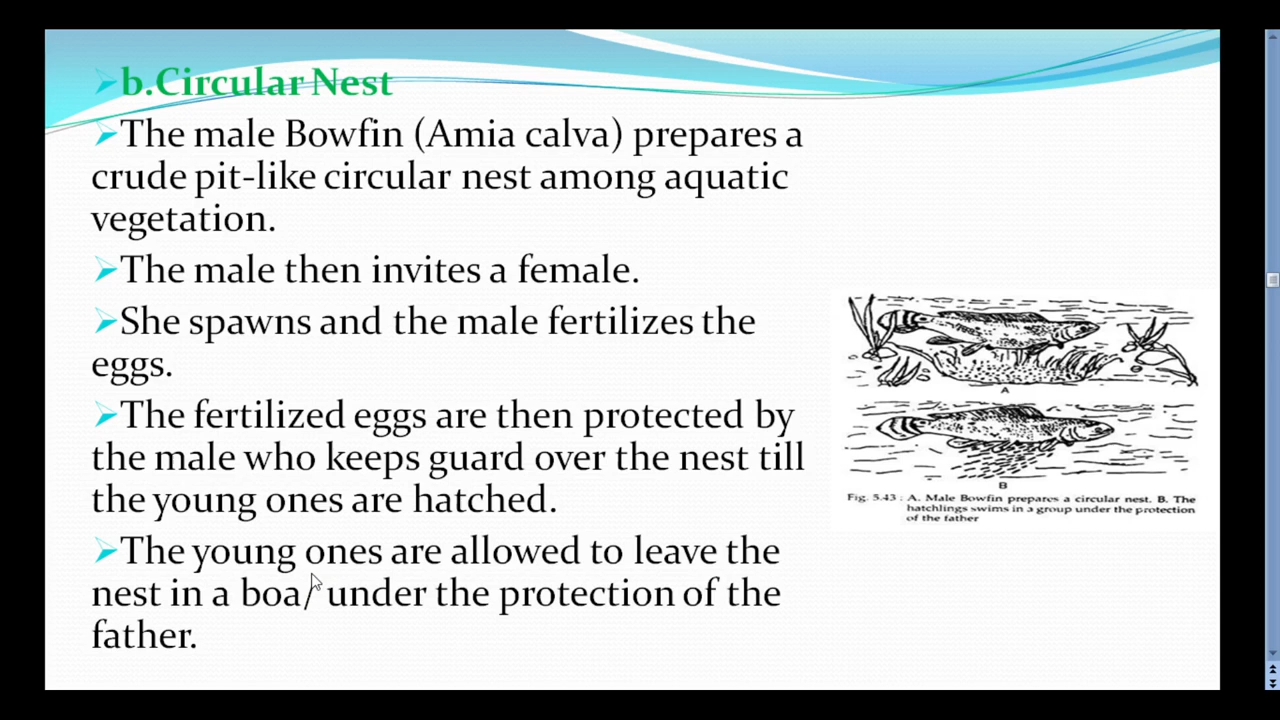 b.Circular Nest
The male Bowfin (Amia calva) prepares a
crude pit-like circular nest among aquatic
vegetation.
The male then invites a female.
She spawns and the male fertilizes the
eggs.
The fertilized eggs are then protected by
the male who keeps guard over the nest till
the young ones are hatched.
The young ones are allowed to leave the
nest in a boa/ under the protection of the
father.
A
B
Fig. 5.43 : A. Male Bowfin prepares a circular nest. B. The
hatchlings swims in a group under the protection
of the father